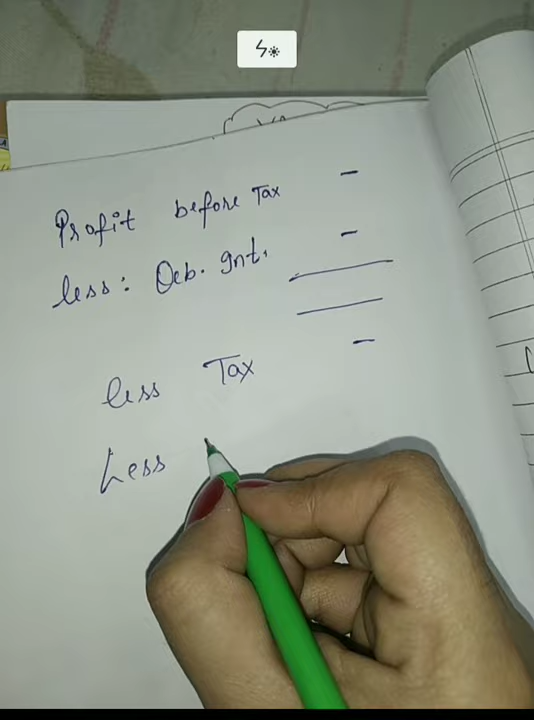 Profit before Tax -
less: Deb. Int. -
less Tax -
Less